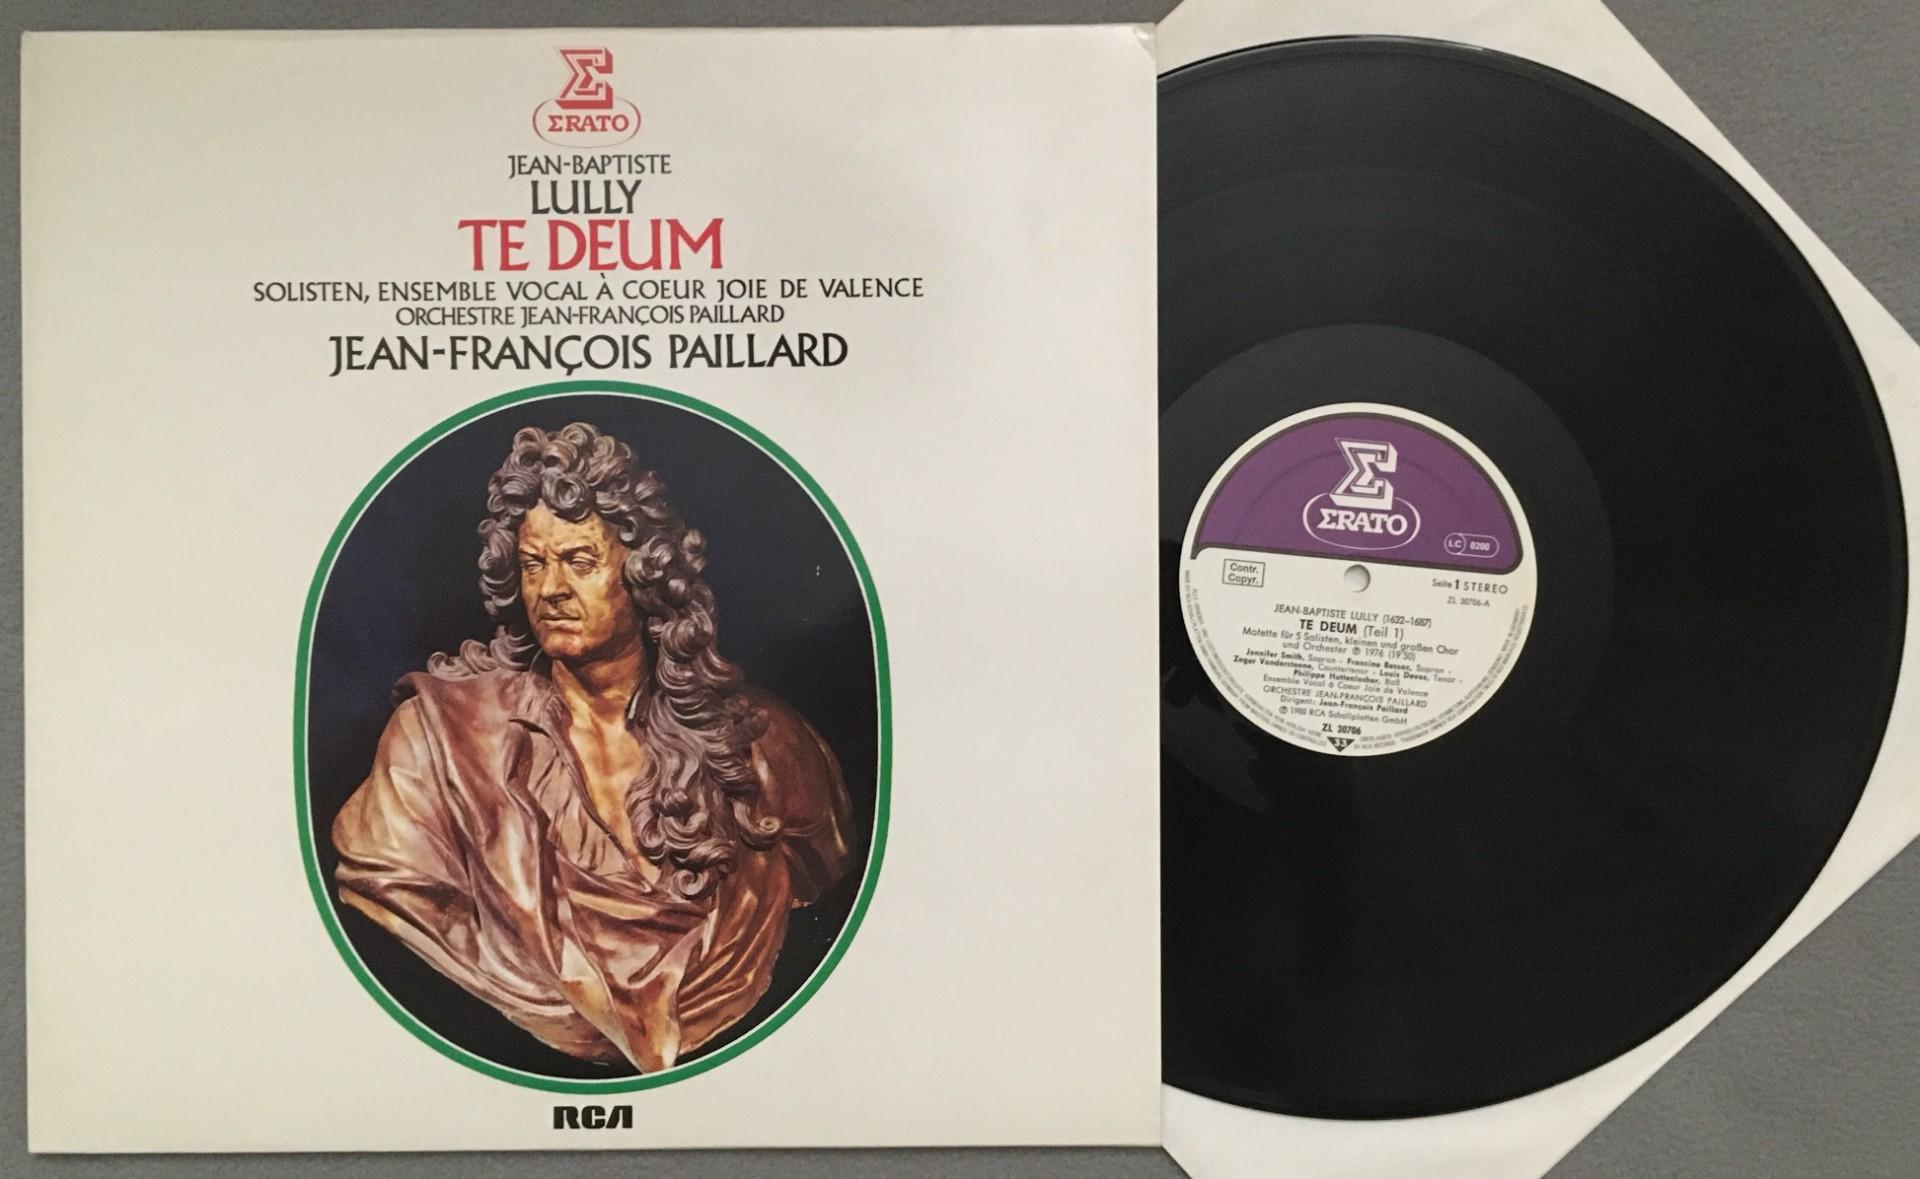 ΣRATO
JEAN-BAPTISTE
LULLY
TE DEUM
SOLISTEN, ENSEMBLE VOCAL À COEUR JOIE DE VALENCE
ORCHESTRE JEAN-FRANÇOIS PAILLARD
JEAN-FRANÇOIS PAILLARD
RCA
ΣRATO
LC 0200
Contr.
Copyr.
Seite 1 STEREO
ZL 30706-A
JEAN-BAPTISTE LULLY (1632–1687)
TE DEUM (Teil 1)
Motette für 5 Solisten, kleinen und großen Chor
und Orchester ℗ 1976 (19'50)
Jennifer Smith, Sopran - Francine Bessac, Sopran -
Zeger Vandersteene, Countertenor - Louis Devos, Tenor -
Philippe Huttenlocher, Baß
Ensemble Vocal à Coeur Joie de Valence
ORCHESTRE JEAN-FRANÇOIS PAILLARD
Dirigent: Jean-François Paillard
℗ 1980 RCA Schallplatten GmbH
ZL 30706
33